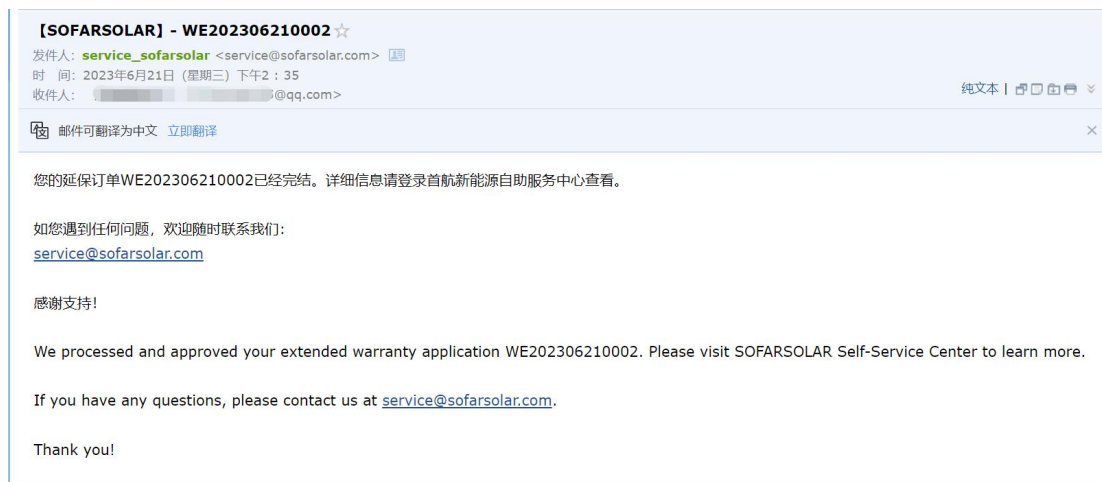 【SOFARSOLAR】- WE202306210002
发件人：service_sofarsolar <service@sofarsolar.com>
时 间：2023年6月21日（星期三）下午2：35
收件人： @qq.com>
纯文本 |
邮件可翻译为中文 立即翻译
您的延保订单WE202306210002已经完结。详细信息请登录首航新能源自助服务中心查看。
如您遇到任何问题，欢迎随时联系我们：
service@sofarsolar.com
感谢支持！
We processed and approved your extended warranty application WE202306210002. Please visit SOFARSOLAR Self-Service Center to learn more.
If you have any questions, please contact us at service@sofarsolar.com.
Thank you!